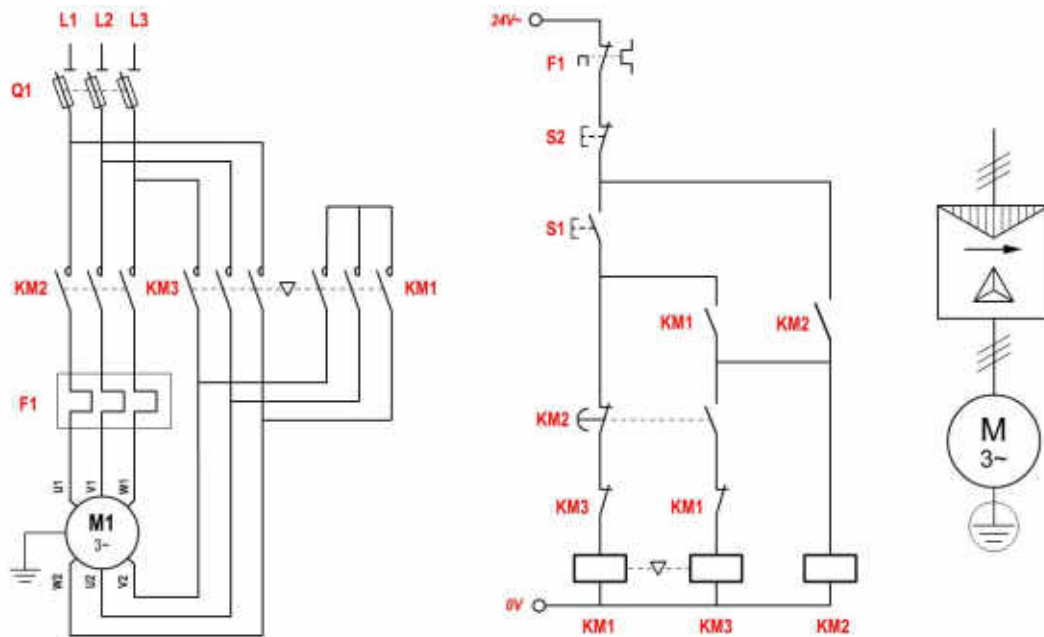 L1 L2 L3
Q1
KM2
KM3
KM1
F1
U1 V1 W1
M1
3~
W2 U2 V2
24V~
F1
S2
S1
KM1
KM2
KM2
KM3
KM1
0V
KM1 KM3 KM2
M
3~